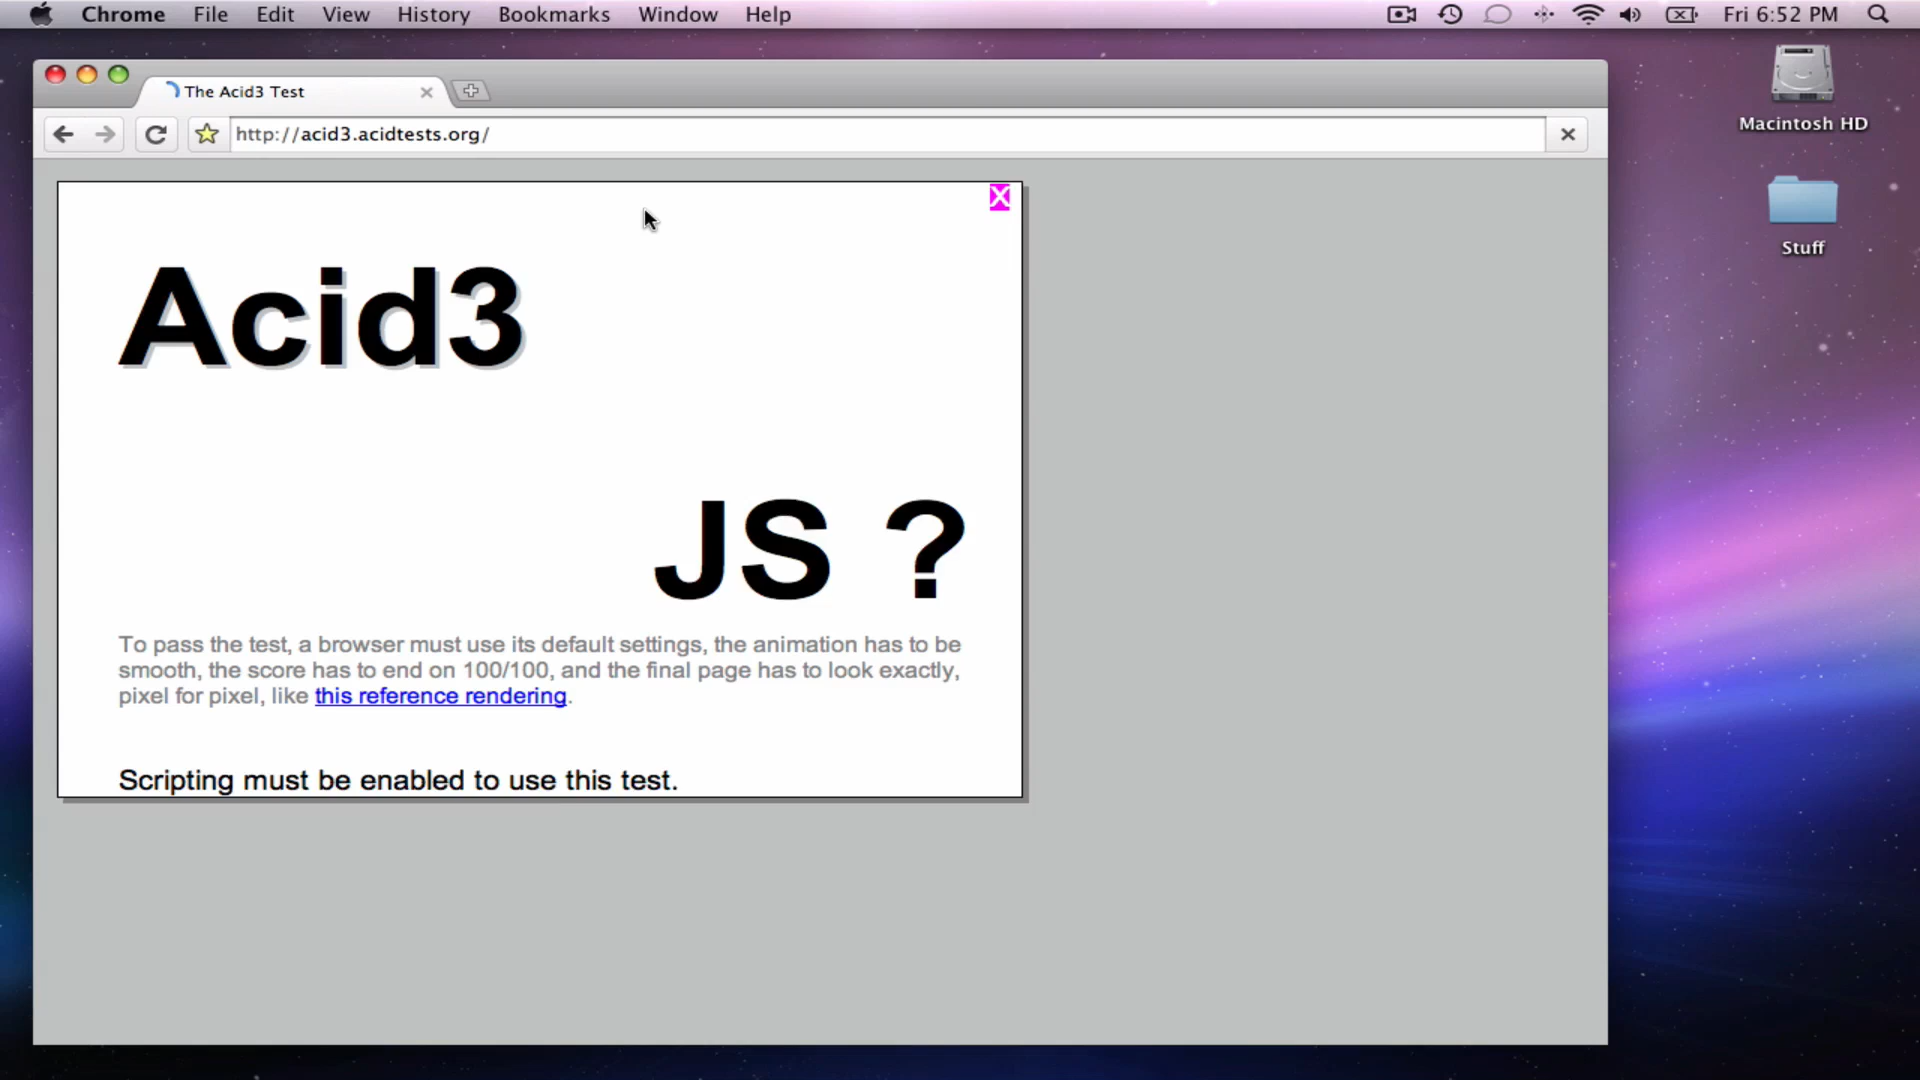 Chrome File Edit View History Bookmarks Window Help Fri 6:52 PM
The Acid3 Test
http://acid3.acidtests.org/
Macintosh HD
Stuff
X
Acid3
JS ?
To pass the test, a browser must use its default settings, the animation has to be
smooth, the score has to end on 100/100, and the final page has to look exactly,
pixel for pixel, like this reference rendering.
Scripting must be enabled to use this test.